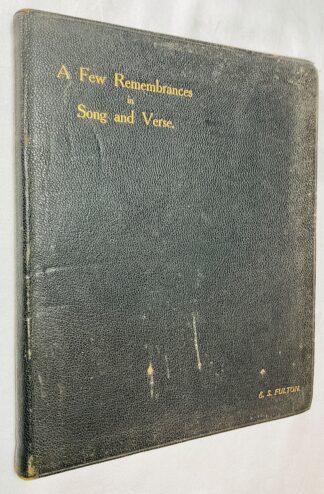 A Few Remembrances
in
Song and Verse.
G. S. FULTON.